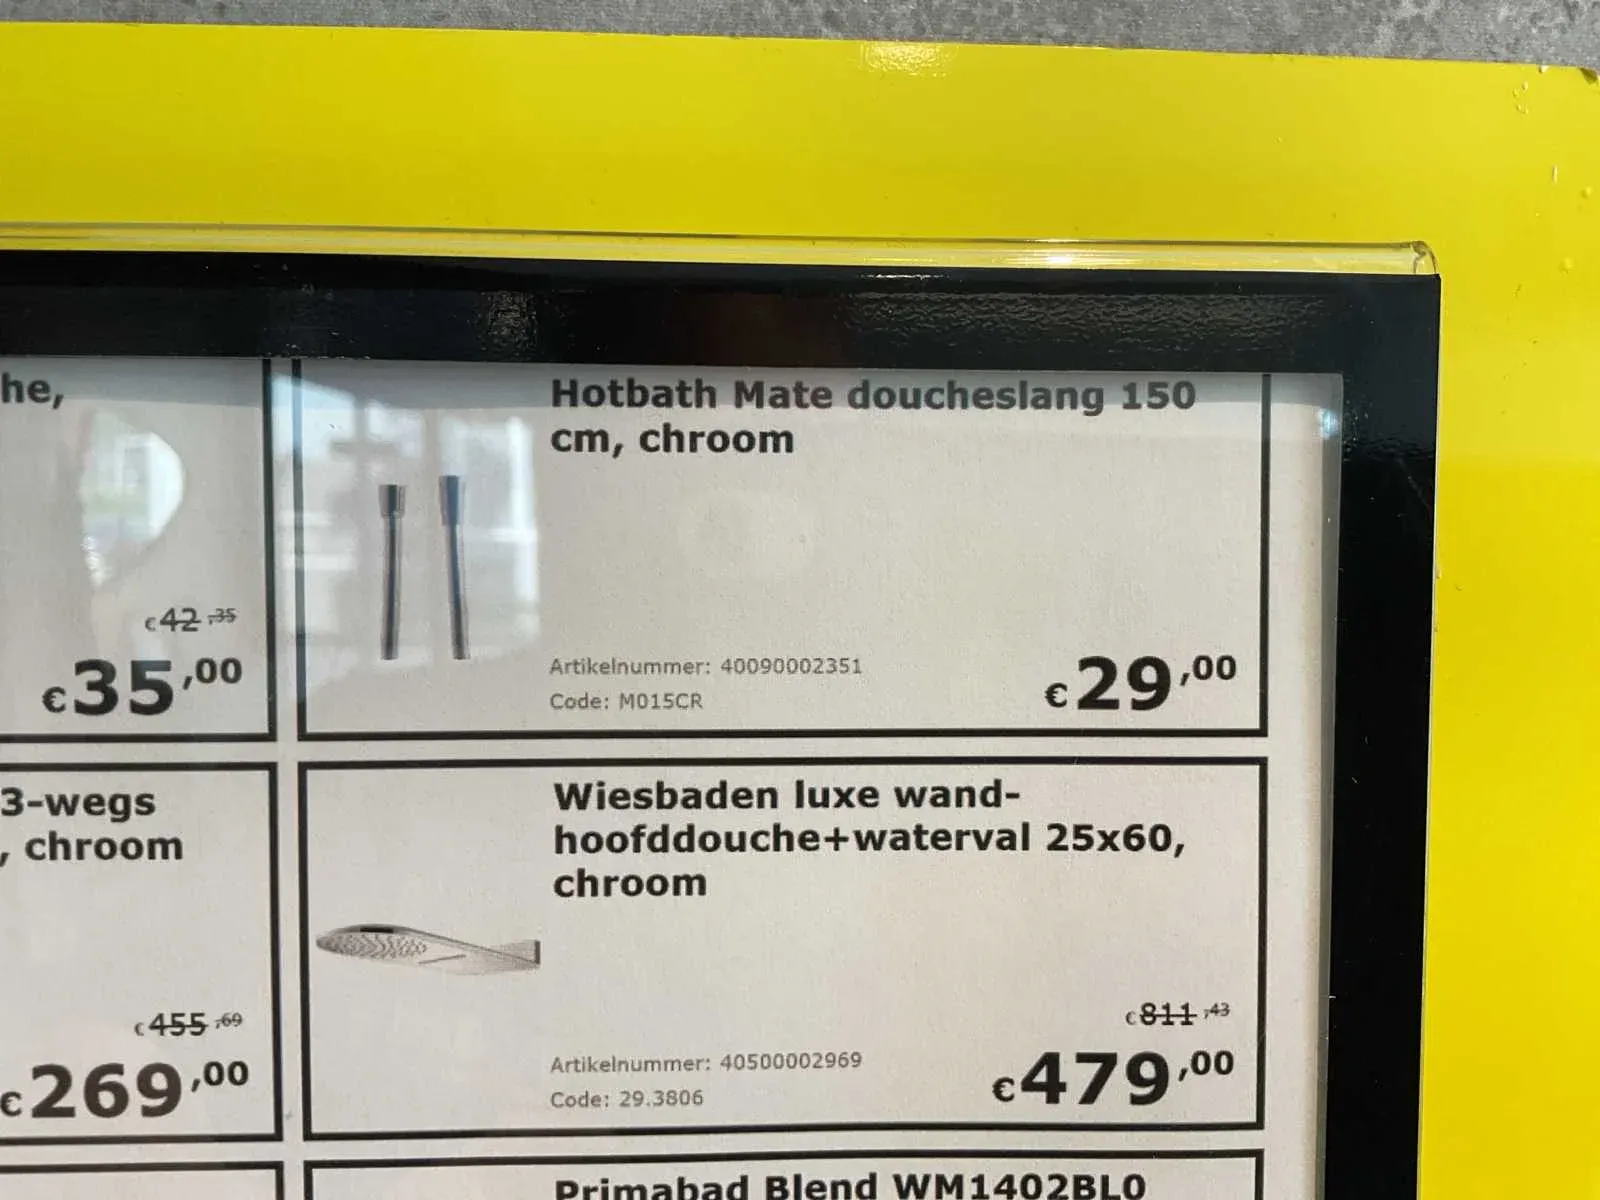 he,
€42,35
€35,00
Hotbath Mate doucheslang 150
cm, chroom
Artikelnummer: 40090002351
Code: M015CR
€29,00
3-wegs
, chroom
€455,69
€269,00
Wiesbaden luxe wand-
hoofddouche+waterval 25x60,
chroom
€811,43
Artikelnummer: 40500002969
Code: 29.3806
€479,00
Primabad Blend WM1402BL0